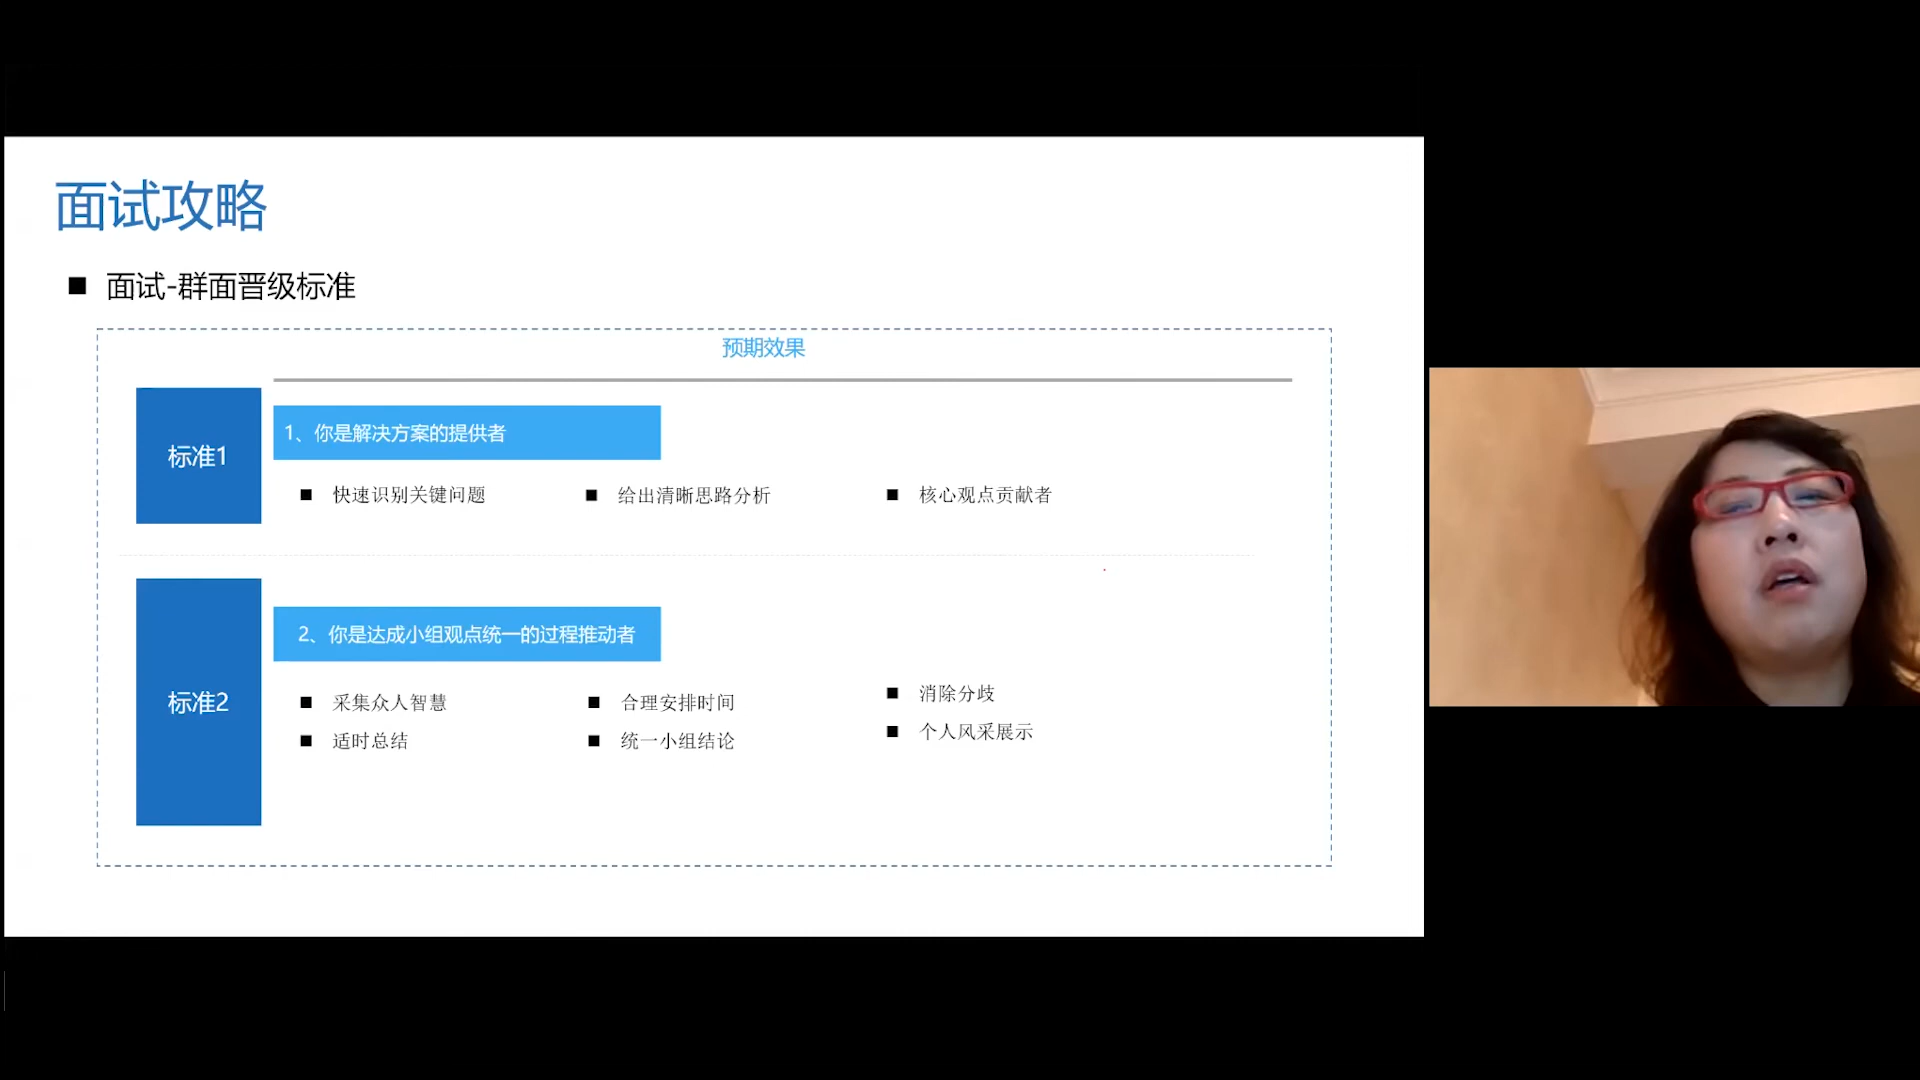 面试攻略
■ 面试-群面晋级标准
预期效果
标准1
1、你是解决方案的提供者
■ 快速识别关键问题
■ 给出清晰思路分析
■ 核心观点贡献者
标准2
2、你是达成小组观点统一的过程推动者
■ 采集众人智慧
■ 适时总结
■ 合理安排时间
■ 统一小组结论
■ 消除分歧
■ 个人风采展示